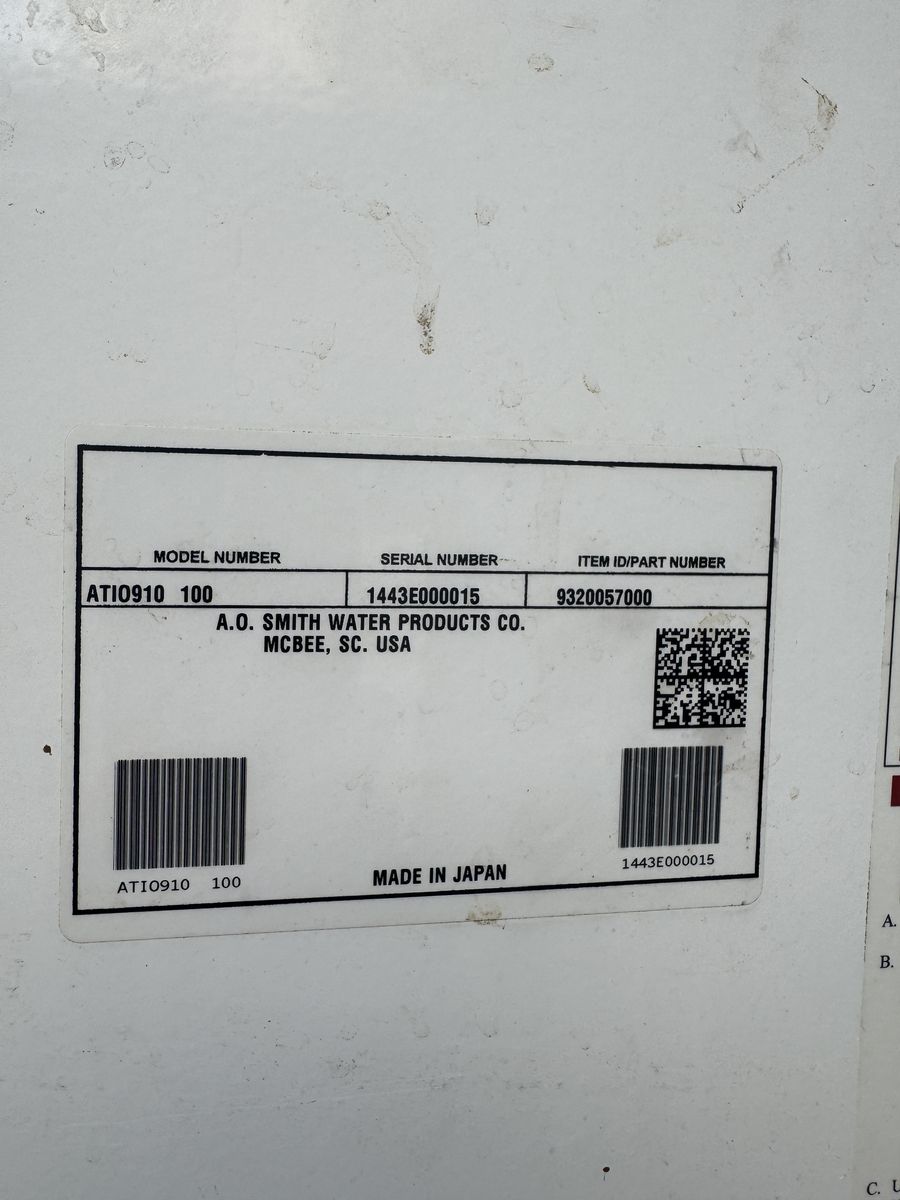 MODEL NUMBER SERIAL NUMBER ITEM ID/PART NUMBER
ATIO910 100 1443E000015 9320057000
A.O. SMITH WATER PRODUCTS CO.
MCBEE, SC. USA
ATIO910 100
MADE IN JAPAN
1443E000015
A.
B.
C.